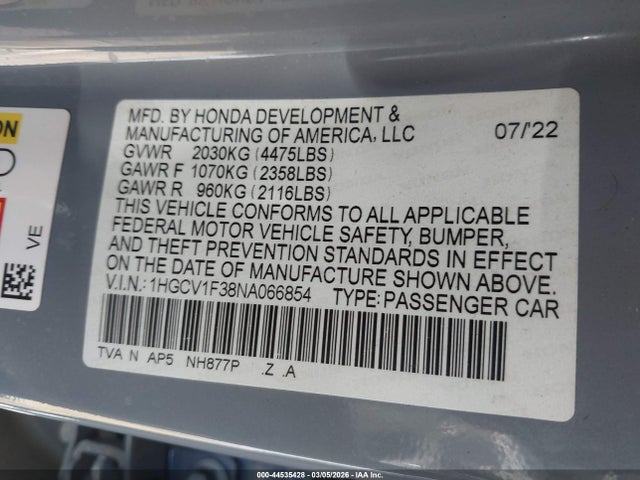 MFD. BY HONDA DEVELOPMENT &
MANUFACTURING OF AMERICA, LLC 07/'22
GVWR 2030KG (4475LBS)
GAWR F 1070KG (2358LBS)
GAWR R 960KG (2116LBS)
THIS VEHICLE CONFORMS TO ALL APPLICABLE
FEDERAL MOTOR VEHICLE SAFETY, BUMPER,
AND THEFT PREVENTION STANDARDS IN EFFECT
ON THE DATE OF MANUFACTURE SHOWN ABOVE.
V.I.N.: 1HGCV1F38NA066854 TYPE: PASSENGER CAR
TVA N AP5 NH877P .Z .A
VE
000-44535428 - 03/05/2026 - IAAI.COM